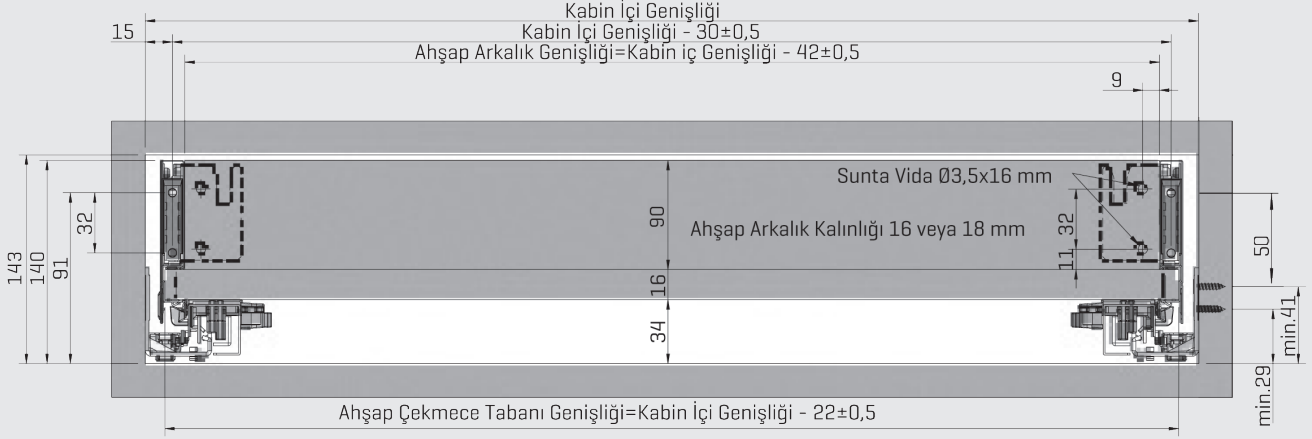 Kabin İçi Genişliği
15
Kabin İçi Genişliği - 30±0,5
Ahşap Arkalık Genişliği=Kabin iç Genişliği - 42±0,5
9
Sunta Vida Ø3,5x16 mm
Ahşap Arkalık Kalınlığı 16 veya 18 mm
143
140
91
32
90
16
34
32
11
50
min.41
min.29
Ahşap Çekmece Tabanı Genişliği=Kabin İçi Genişliği - 22±0,5